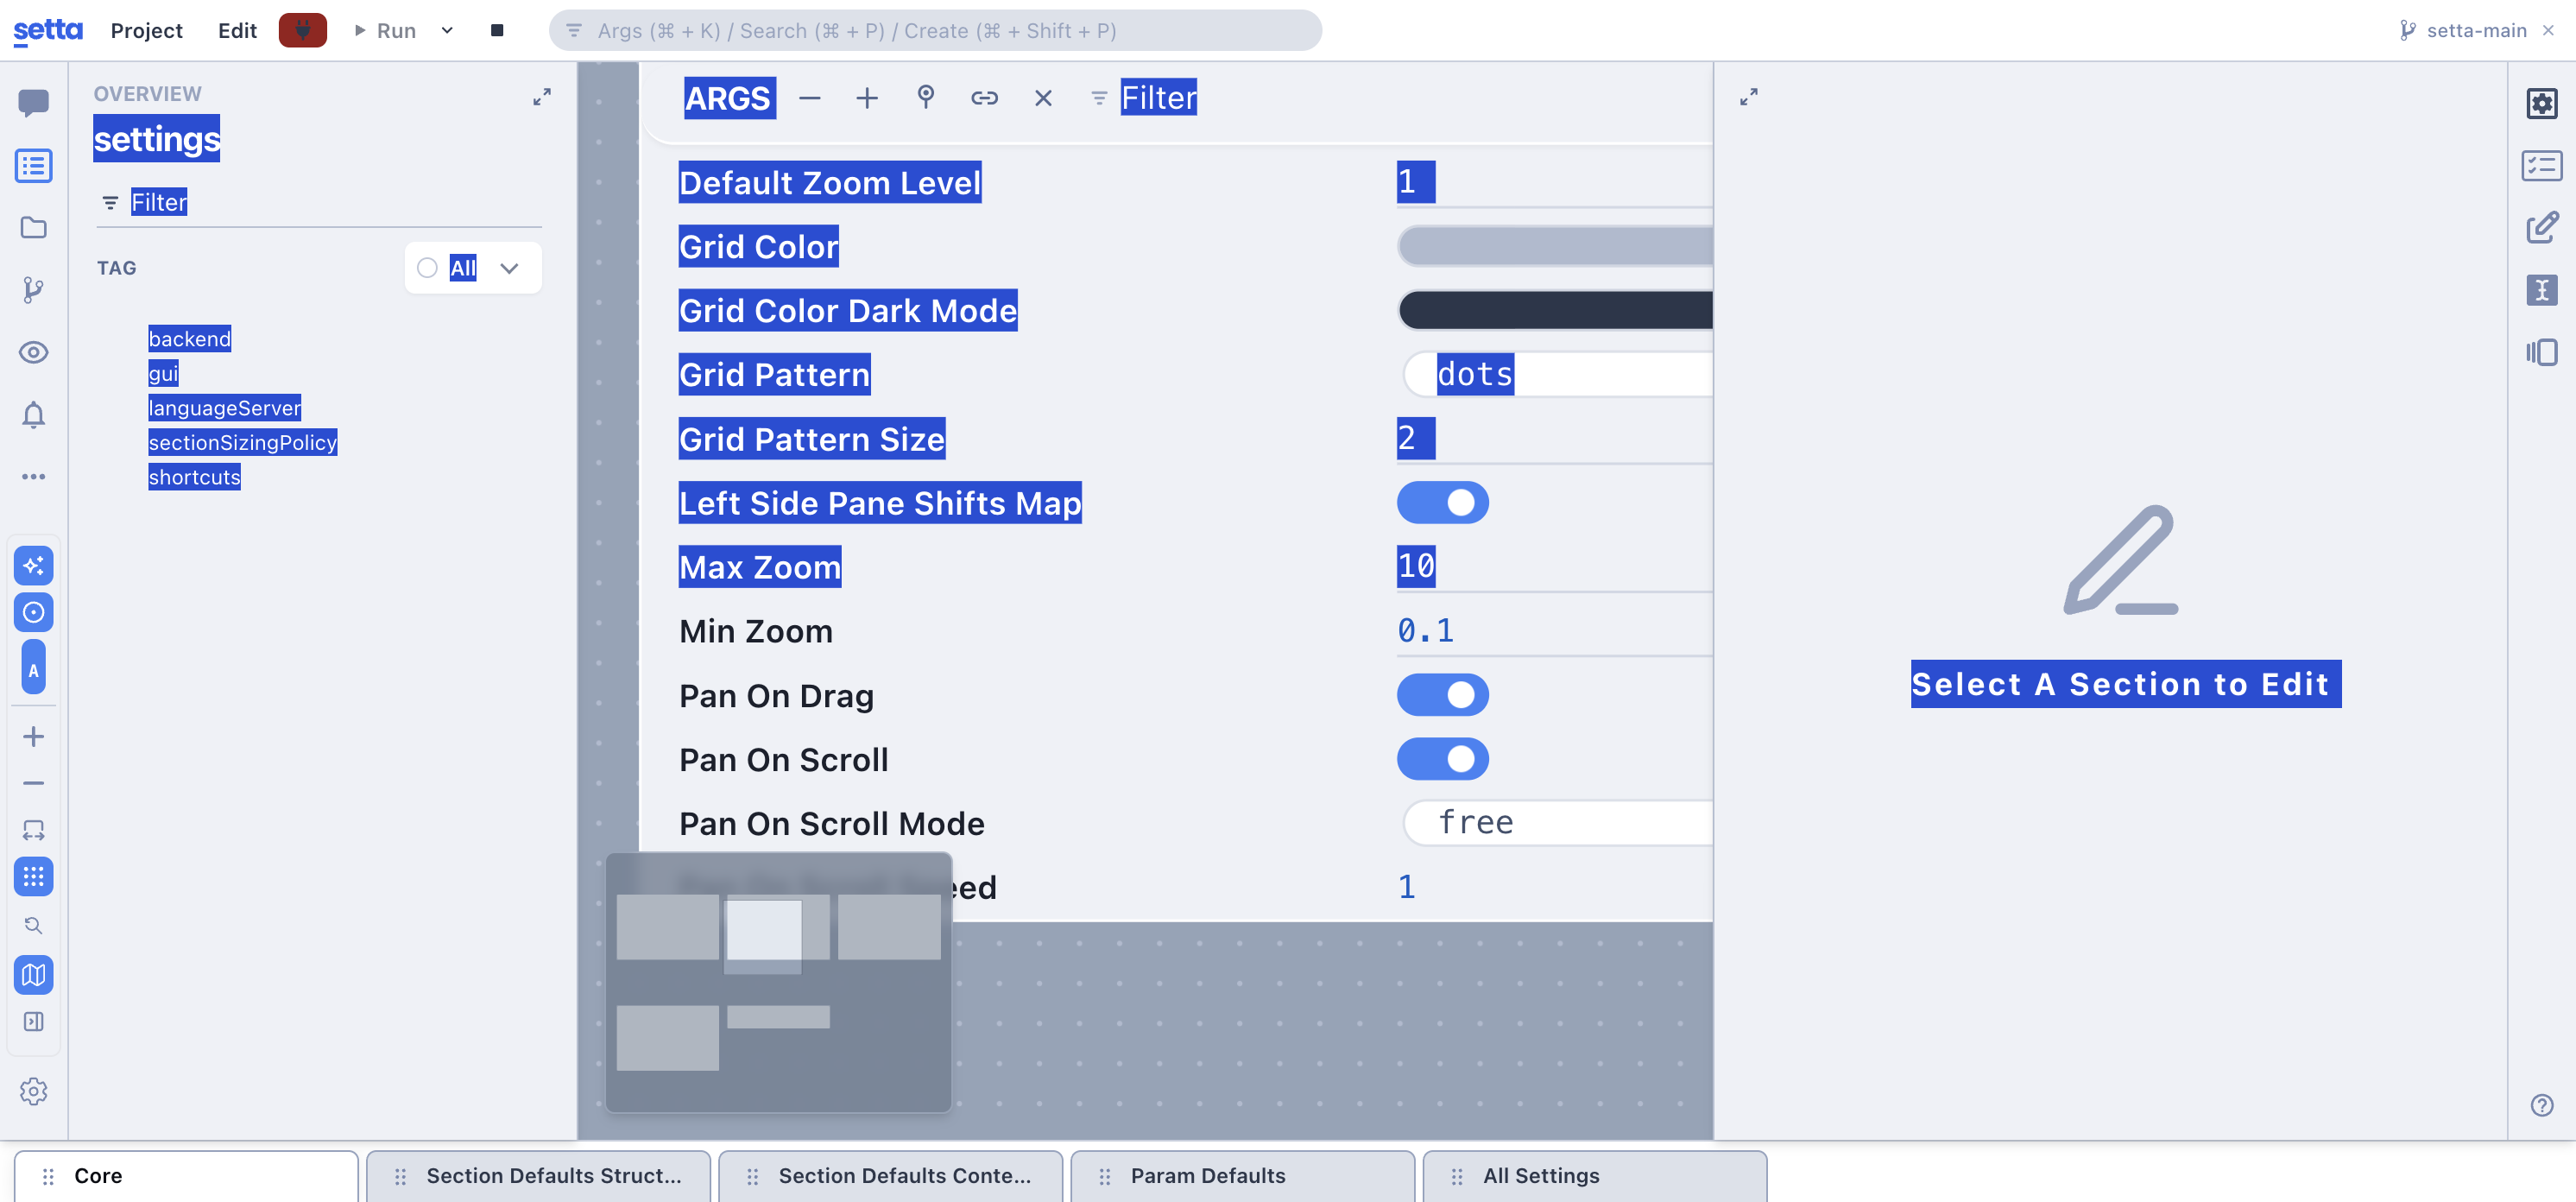 setta Project Edit Run Args (⌘ + K) / Search (⌘ + P) / Create (⌘ + Shift + P) setta-main
OVERVIEW
settings
Filter
TAG All
backend
gui
languageServer
sectionSizingPolicy
shortcuts
A
ARGS Filter
Default Zoom Level 1
Grid Color
Grid Color Dark Mode
Grid Pattern dots
Grid Pattern Size 2
Left Side Pane Shifts Map
Max Zoom 10
Min Zoom 0.1
Pan On Drag
Pan On Scroll
Pan On Scroll Mode free
eed 1
Select A Section to Edit
Core Section Defaults Struct... Section Defaults Conte... Param Defaults All Settings